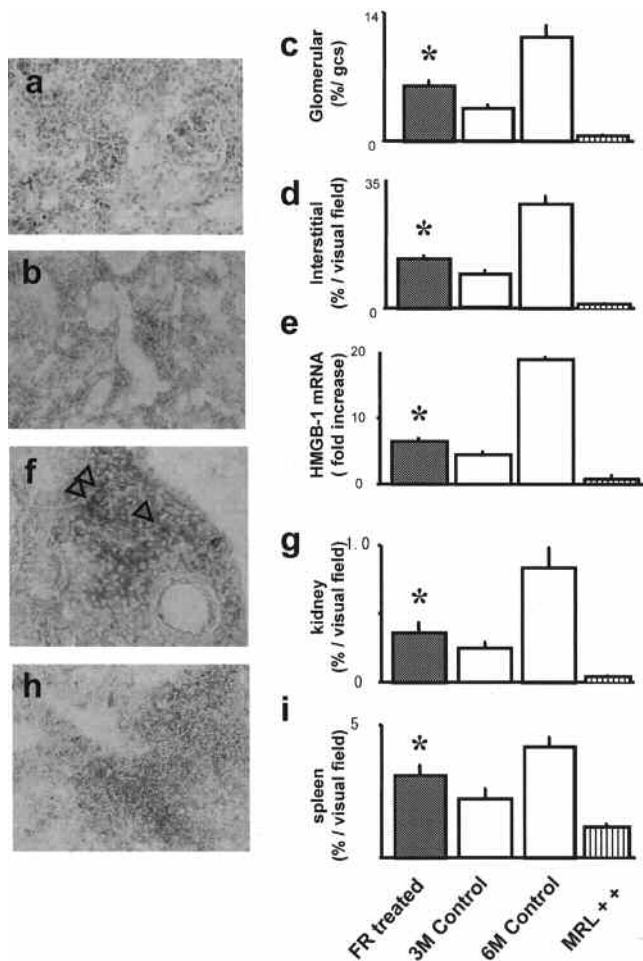 a
b
f
h
c
Glomerular
(%/ gcs)
14
0
*
d
Interstitial
(% / visual field)
35
0
*
e
HMGB-1 mRNA
( fold increase)
20
10
0
*
g
kidney
(% / visual field)
1.0
0
*
i
spleen
(% / visual field)
5
*
FR treated
3M Control
6M Control
MRL + +